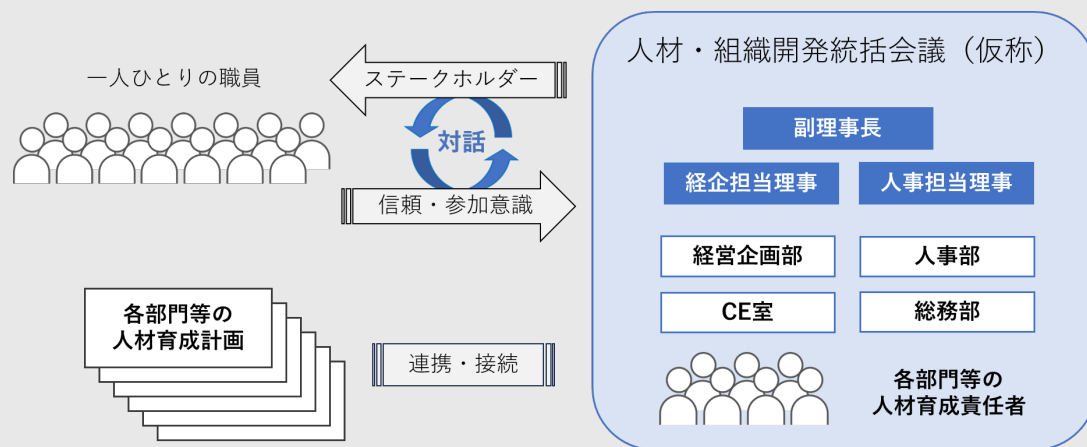 人材・組織開発統括会議（仮称）
一人ひとりの職員
ステークホルダー
対話
信頼・参加意識
副理事長
経企担当理事
人事担当理事
経営企画部
人事部
CE室
総務部
各部門等の
人材育成計画
連携・接続
各部門等の
人材育成責任者